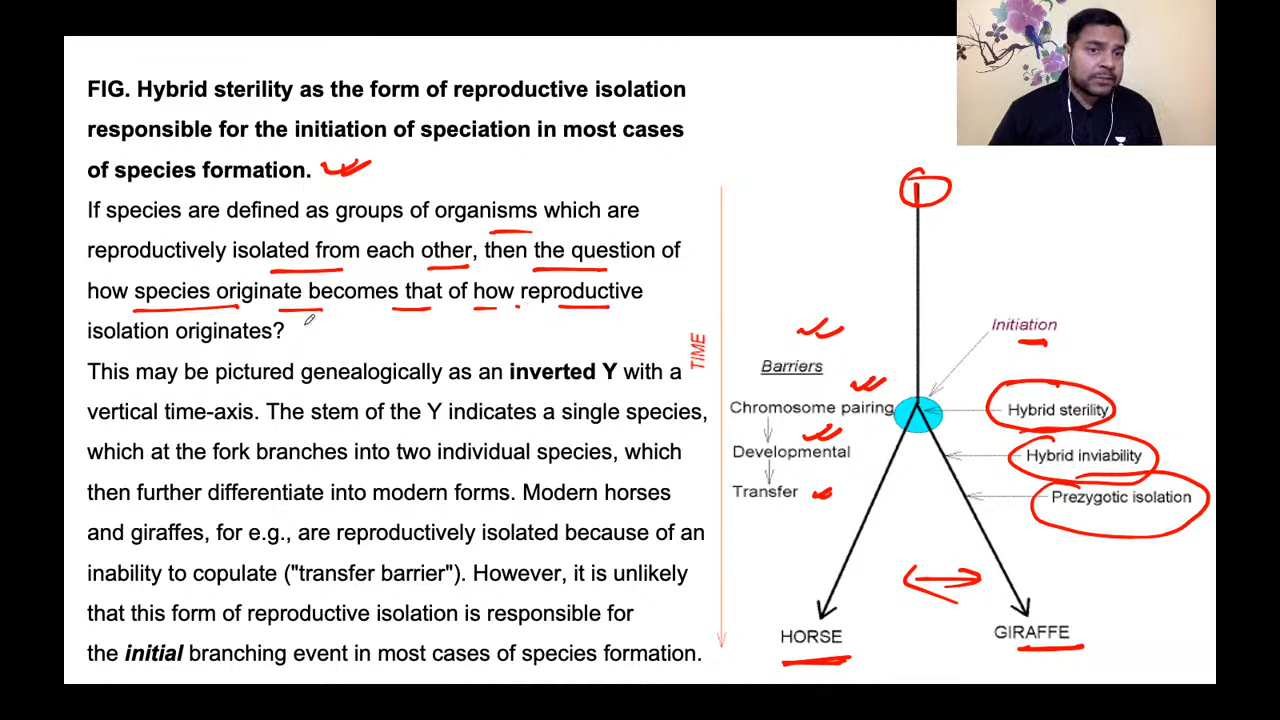 FIG. Hybrid sterility as the form of reproductive isolation
responsible for the initiation of speciation in most cases
of species formation.
If species are defined as groups of organisms which are
reproductively isolated from each other, then the question of
how species originate becomes that of how reproductive
isolation originates?
This may be pictured genealogically as an inverted Y with a
vertical time-axis. The stem of the Y indicates a single species,
which at the fork branches into two individual species, which
then further differentiate into modern forms. Modern horses
and giraffes, for e.g., are reproductively isolated because of an
inability to copulate ("transfer barrier"). However, it is unlikely
that this form of reproductive isolation is responsible for
the initial branching event in most cases of species formation.
TIME
Initiation
Barriers
Chromosome pairing
Hybrid sterility
Developmental
Hybrid inviability
Transfer
Prezygotic isolation
HORSE
GIRAFFE